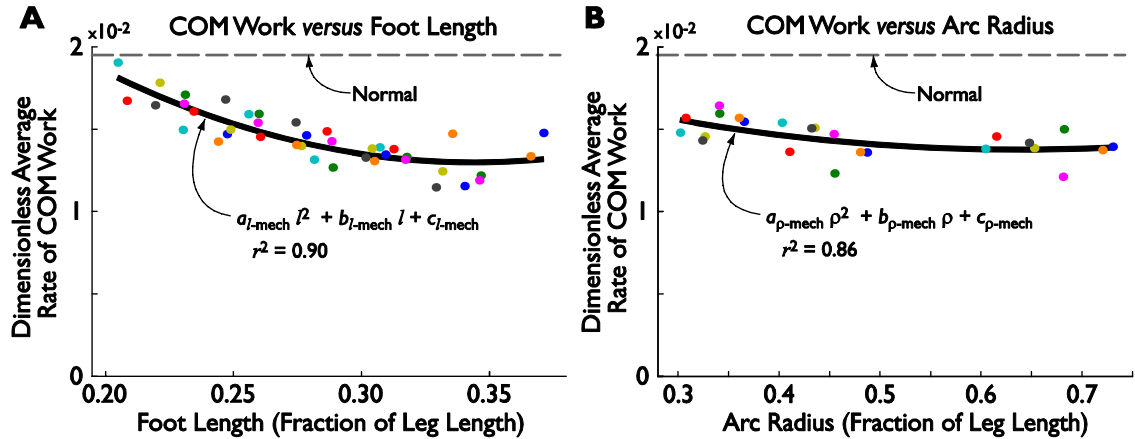 A
COM Work versus Foot Length
×10-2
2
1
0
Dimensionless Average
Rate of COM Work
Normal
al-mech l2 + bl-mech l + cl-mech
r2 = 0.90
0.20 0.25 0.30 0.35
Foot Length (Fraction of Leg Length)
B
COM Work versus Arc Radius
×10-2
2
1
0
Dimensionless Average
Rate of COM Work
Normal
aρ-mech ρ2 + bρ-mech ρ + cρ-mech
r2 = 0.86
0.3 0.4 0.5 0.6 0.7
Arc Radius (Fraction of Leg Length)